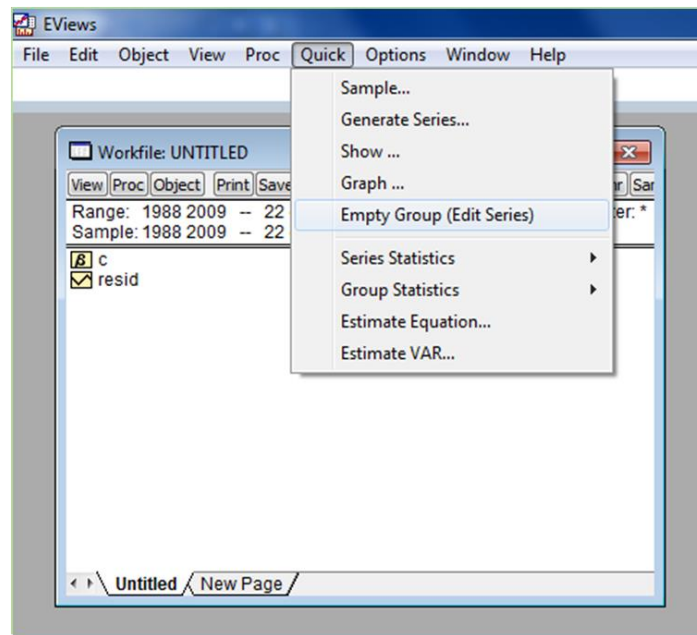 EViews
File Edit Object View Proc Quick Options Window Help
Sample...
Generate Series...
Show ...
Graph ...
Empty Group (Edit Series)
Series Statistics
Group Statistics
Estimate Equation...
Estimate VAR...
Workfile: UNTITLED
View Proc Object Print Save
Range: 1988 2009 -- 22
Sample: 1988 2009 -- 22
β c
resid
Untitled New Page